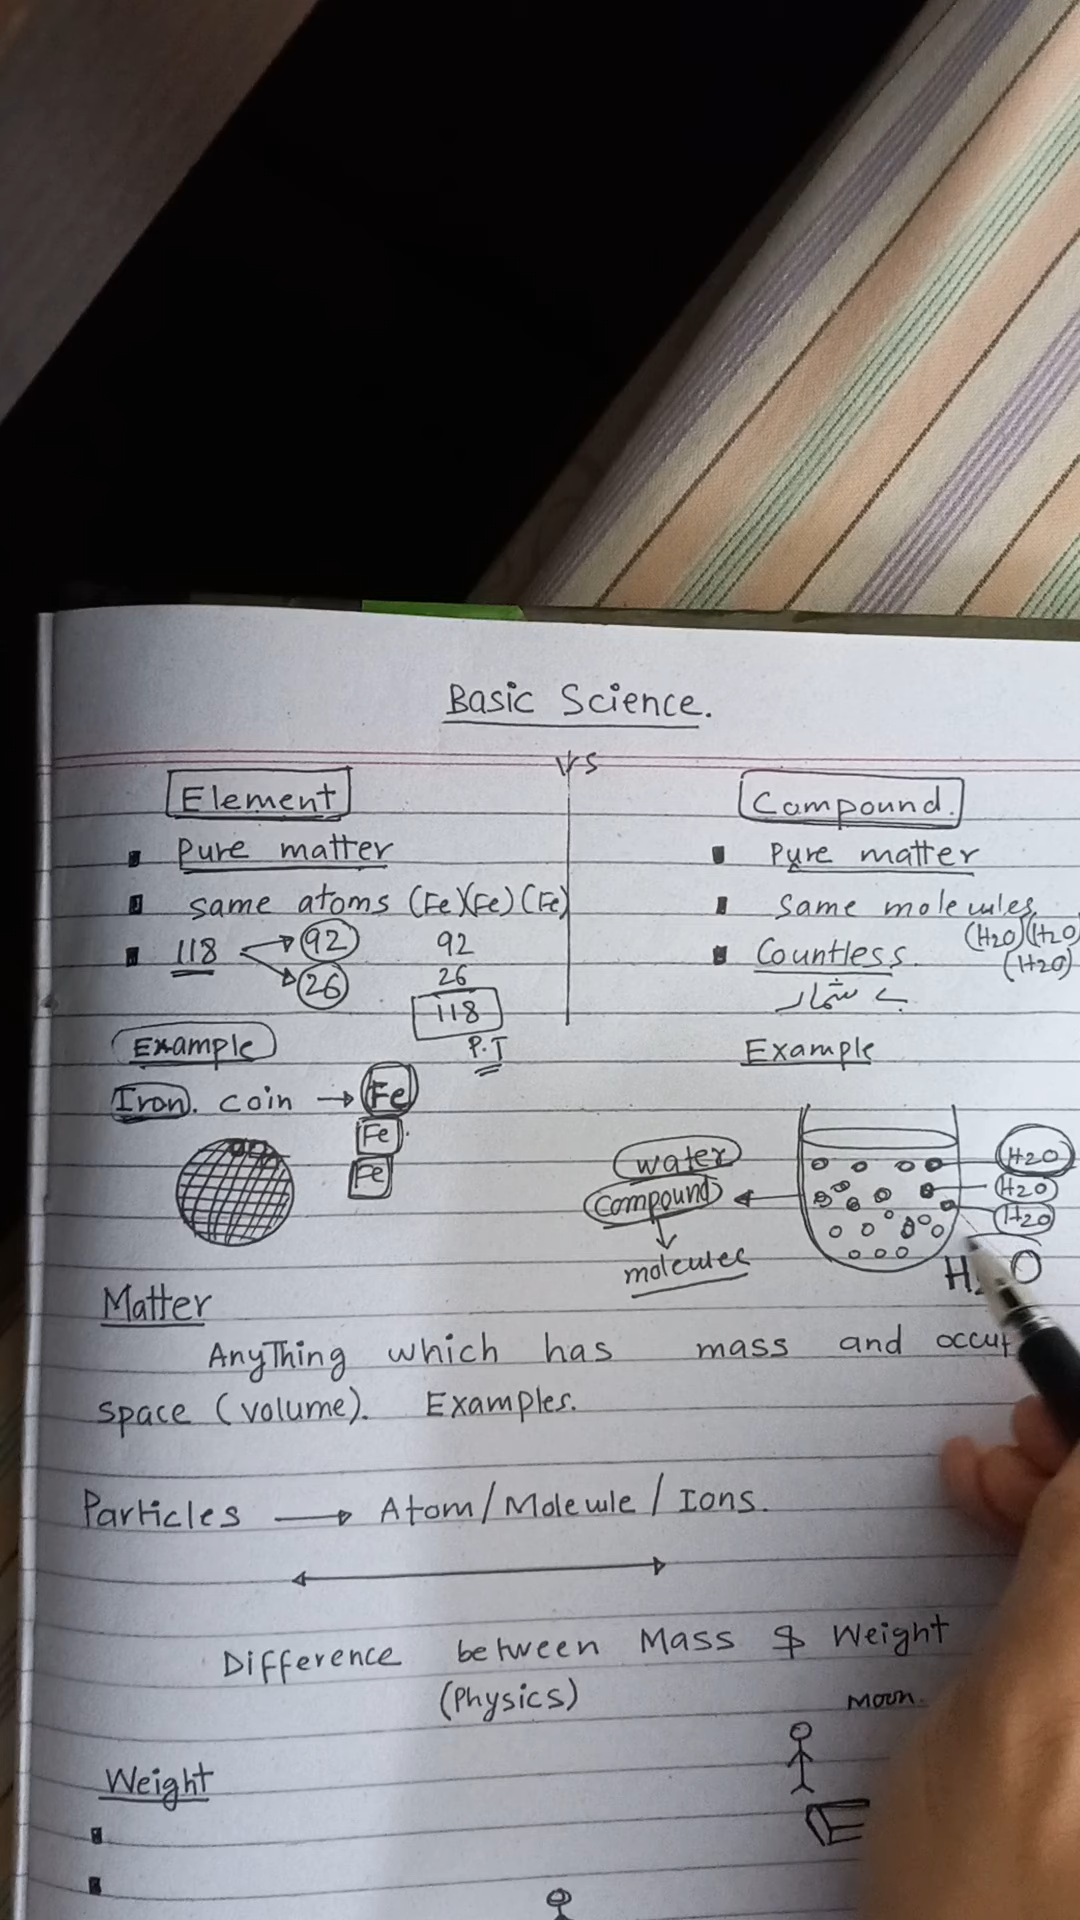 Basic Science.
VS
Element
Compound.
▪ Pure matter
▪ same atoms (Fe)(Fe)(Fe)
▪ 118 → 92
→ 26
92
26
118
P.T
▪ Pure matter
▪ Same molecules
(H2O)(H2O
(H2O)
▪ Countless.
بے شمار
Example
Iron. coin → Fe
Fe
Fe
Example
water
Compound
molecules
H2O
H2O
H2O
Matter
Anything which has mass and occup
space (volume). Examples.
Particles → Atom/Molecule/Ions.
Difference between Mass & Weight
(Physics)
Moon.
Weight
▪
▪